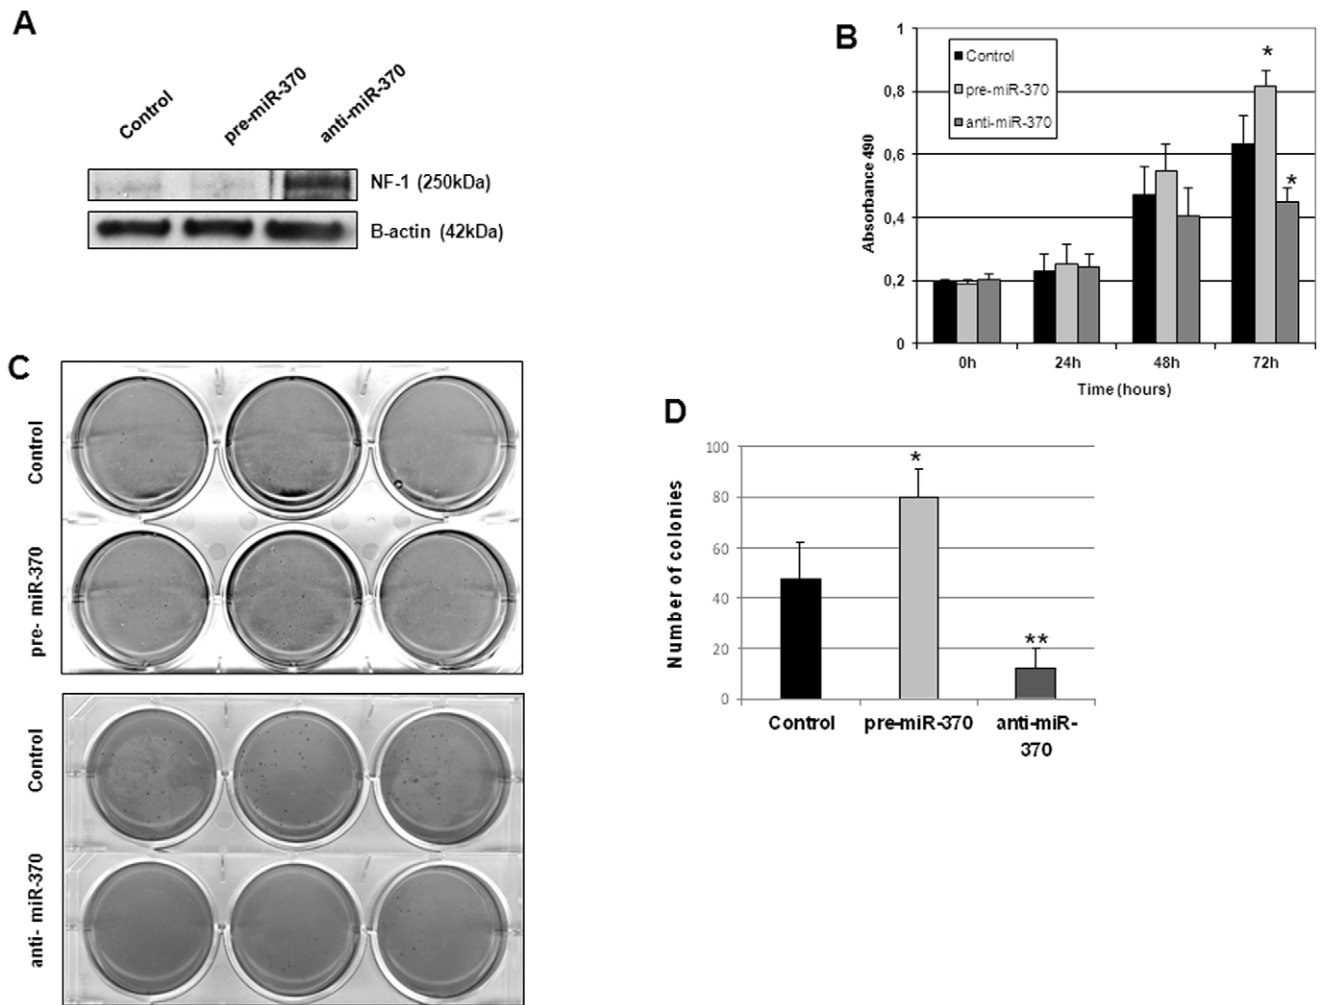 A
Control
pre-miR-370
anti-miR-370
NF-1 (250kDa)
B-actin (42kDa)
B
1
0,8
0,6
0,4
0,2
0
Absorbance 490
Control
pre-miR-370
anti-miR-370
*
*
0h
24h
48h
72h
Time (hours)
C
Control
pre- miR-370
Control
anti- miR-370
D
100
80
60
40
20
0
Number of colonies
*
**
Control
pre-miR-370
anti-miR-
370